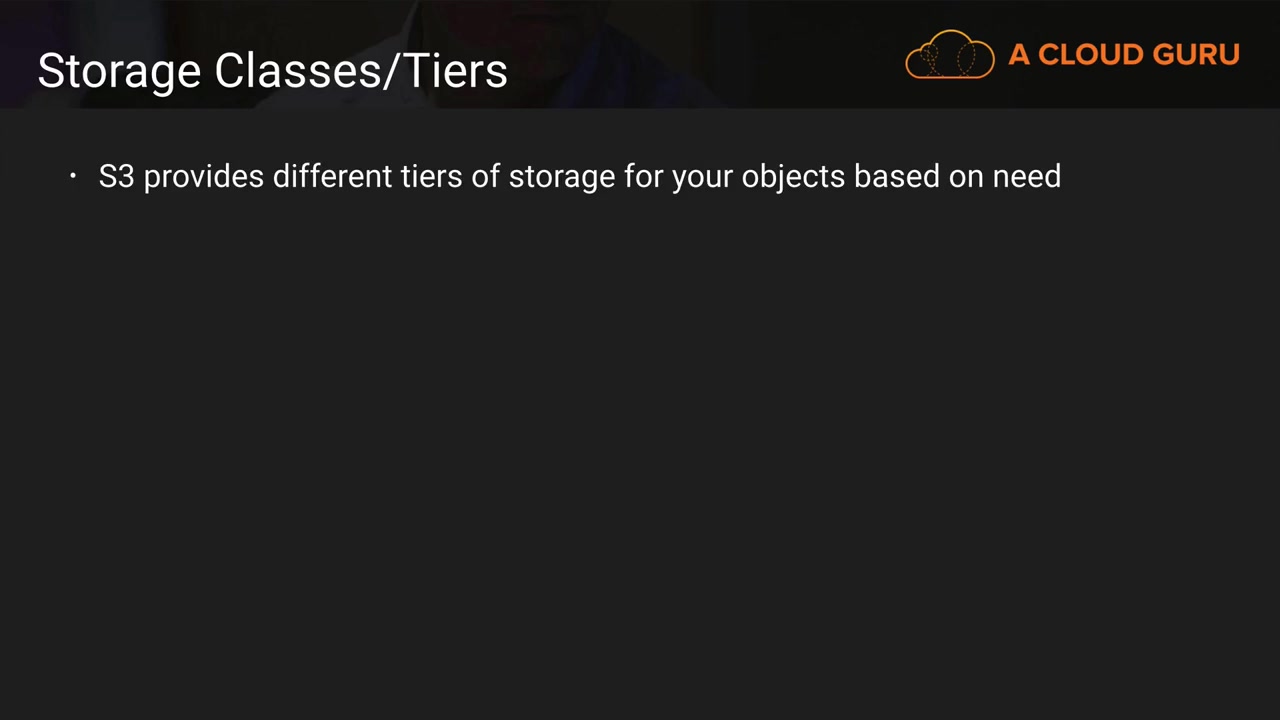 Storage Classes/Tiers
A CLOUD GURU
· S3 provides different tiers of storage for your objects based on need